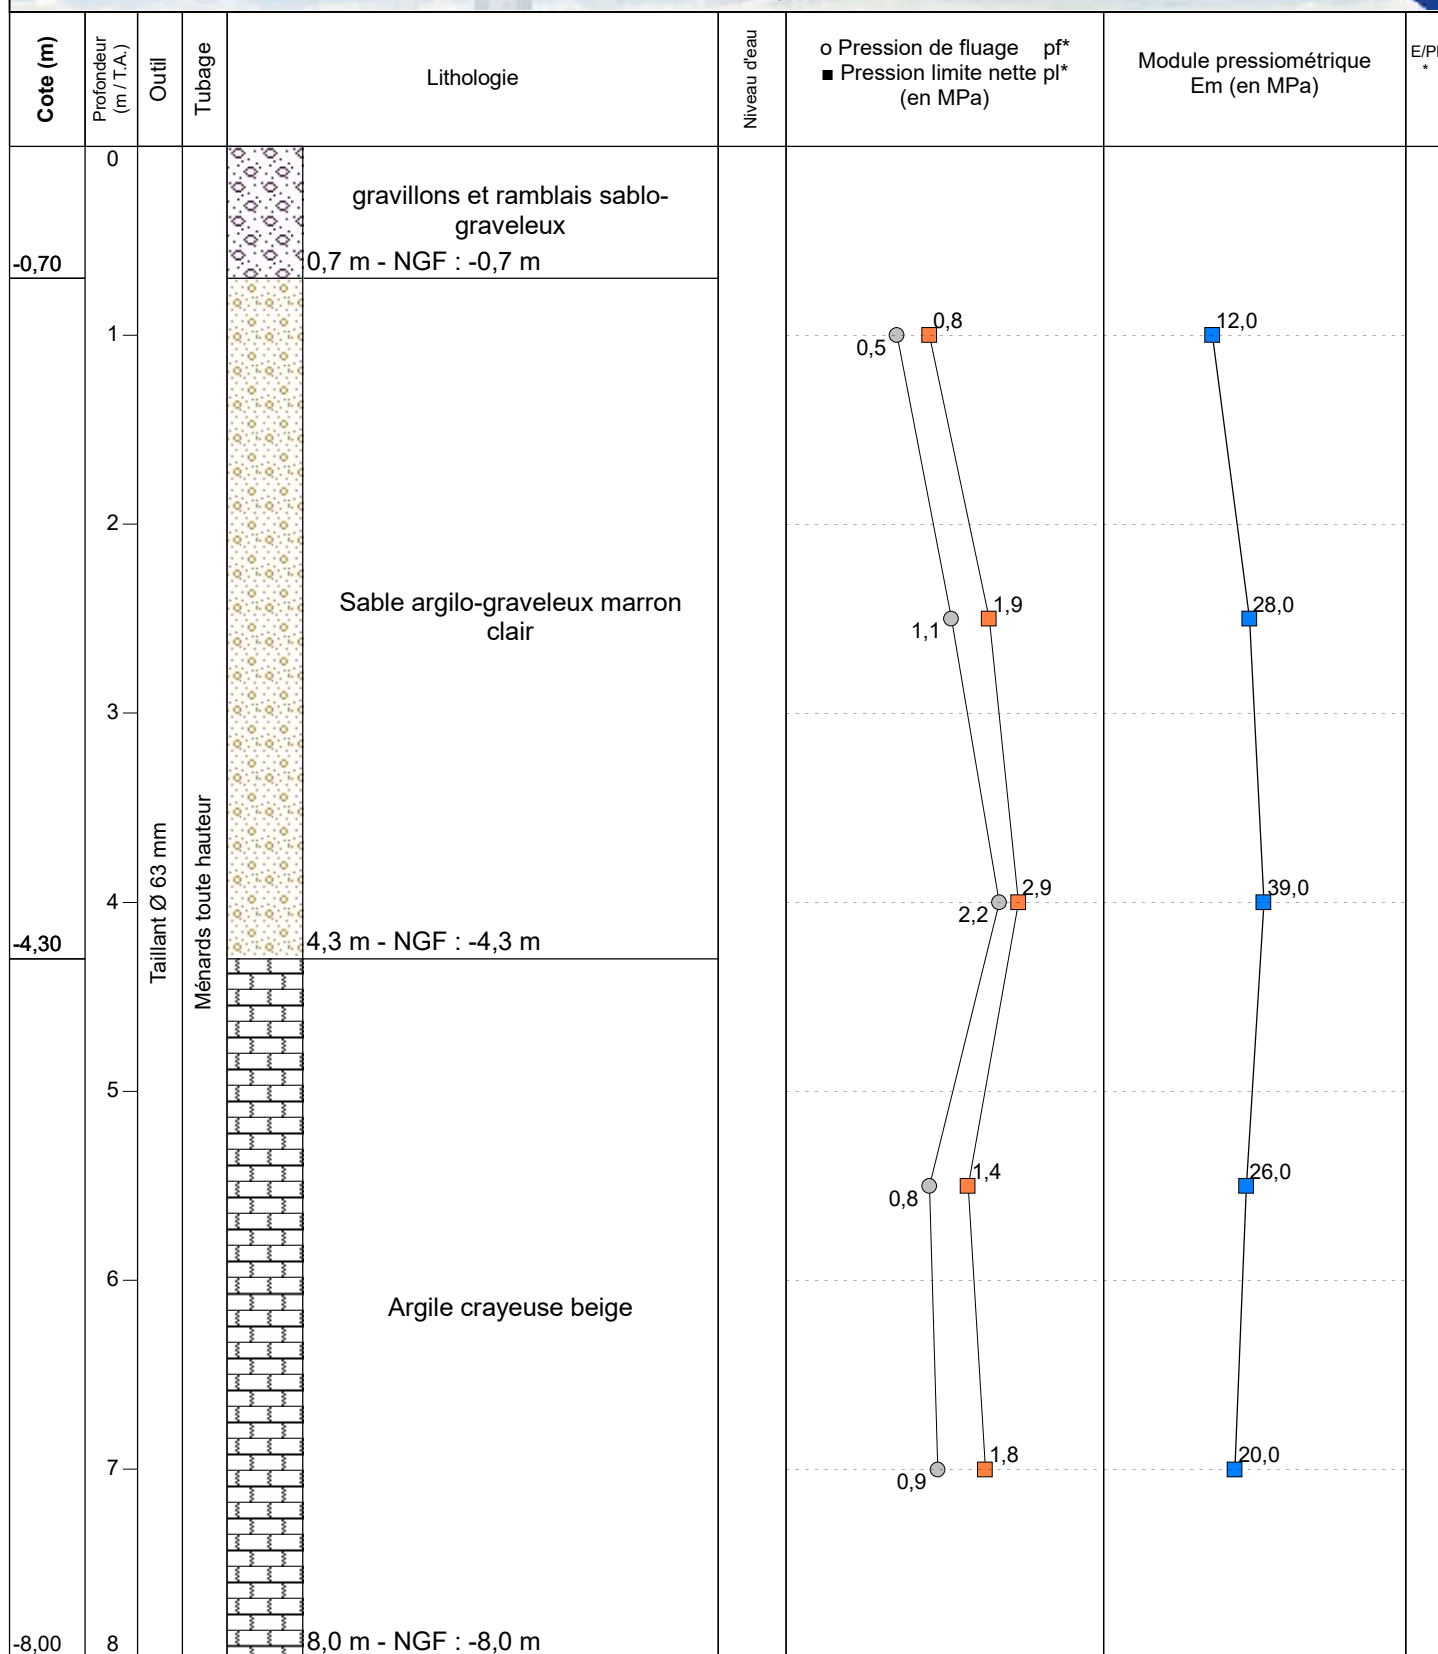 Cote (m)
Profondeur
(m / T.A.)
Outil
Tubage
Lithologie
Niveau d'eau
o Pression de fluage pf*
■ Pression limite nette pl*
(en MPa)
Module pressiométrique
Em (en MPa)
*
0
gravillons et ramblais sablo-
graveleux
-0,70
0,7 m - NGF : -0,7 m
1
0,5
0,8
12,0
2
Sable argilo-graveleux marron
clair
1,1
1,9
28,0
3
Taillant Ø 63 mm
Ménards toute hauteur
4
2,2
2,9
39,0
-4,30
4,3 m - NGF : -4,3 m
5
0,8
1,4
26,0
6
Argile crayeuse beige
7
0,9
1,8
20,0
-8,00
8
8,0 m - NGF : -8,0 m